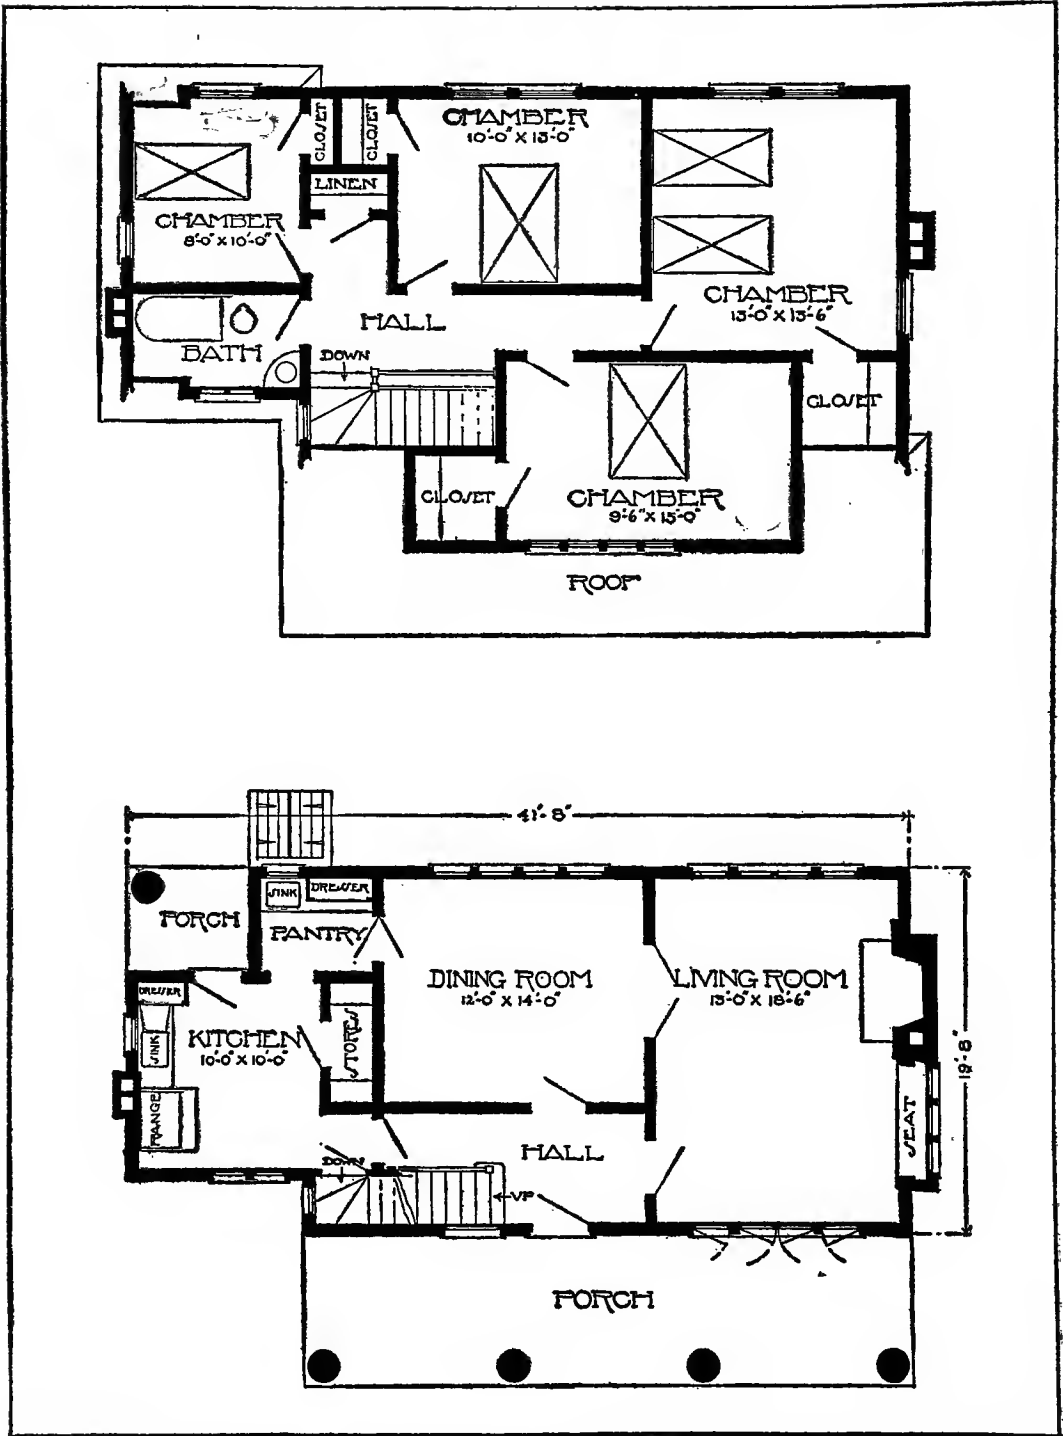 CLOSET
CLOSET
CHAMBER
10'-0" X 13'-0"
LINEN
CHAMBER
8'-0" X 10'-0"
CHAMBER
13'-0" X 13'-6"
HALL
BATH
DOWN
CLOSET
CLOSET
CHAMBER
9'-6" X 15'-0"
ROOF
41'-8"
SINK
DRESSER
PORCH
PANTRY
DINING ROOM
12'-0" X 14'-0"
LIVING ROOM
13'-0" X 18'-6"
DRESSER
KITCHEN
10'-0" X 10'-0"
SINK
STORES
19'-8"
RANGE
SEAT
HALL
DOWN
UP
PORCH